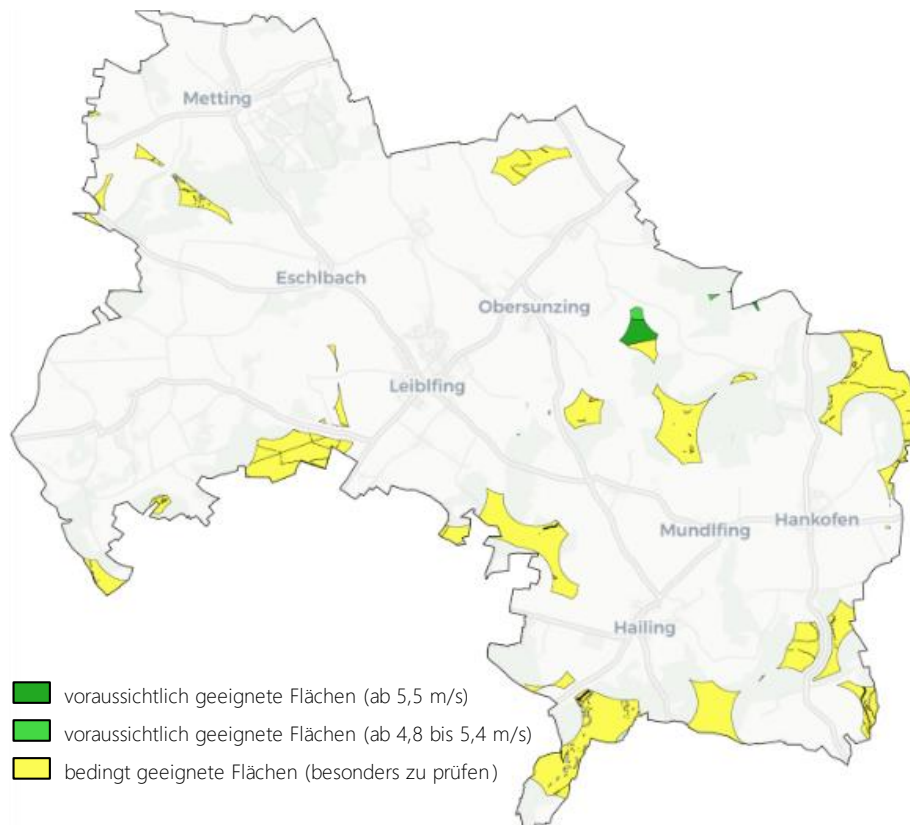 Metting
Eschlbach
Obersunzing
Leiblfing
Mundlfing
Hankofen
Hailing
voraussichtlich geeignete Flächen (ab 5,5 m/s)
voraussichtlich geeignete Flächen (ab 4,8 bis 5,4 m/s)
bedingt geeignete Flächen (besonders zu prüfen)